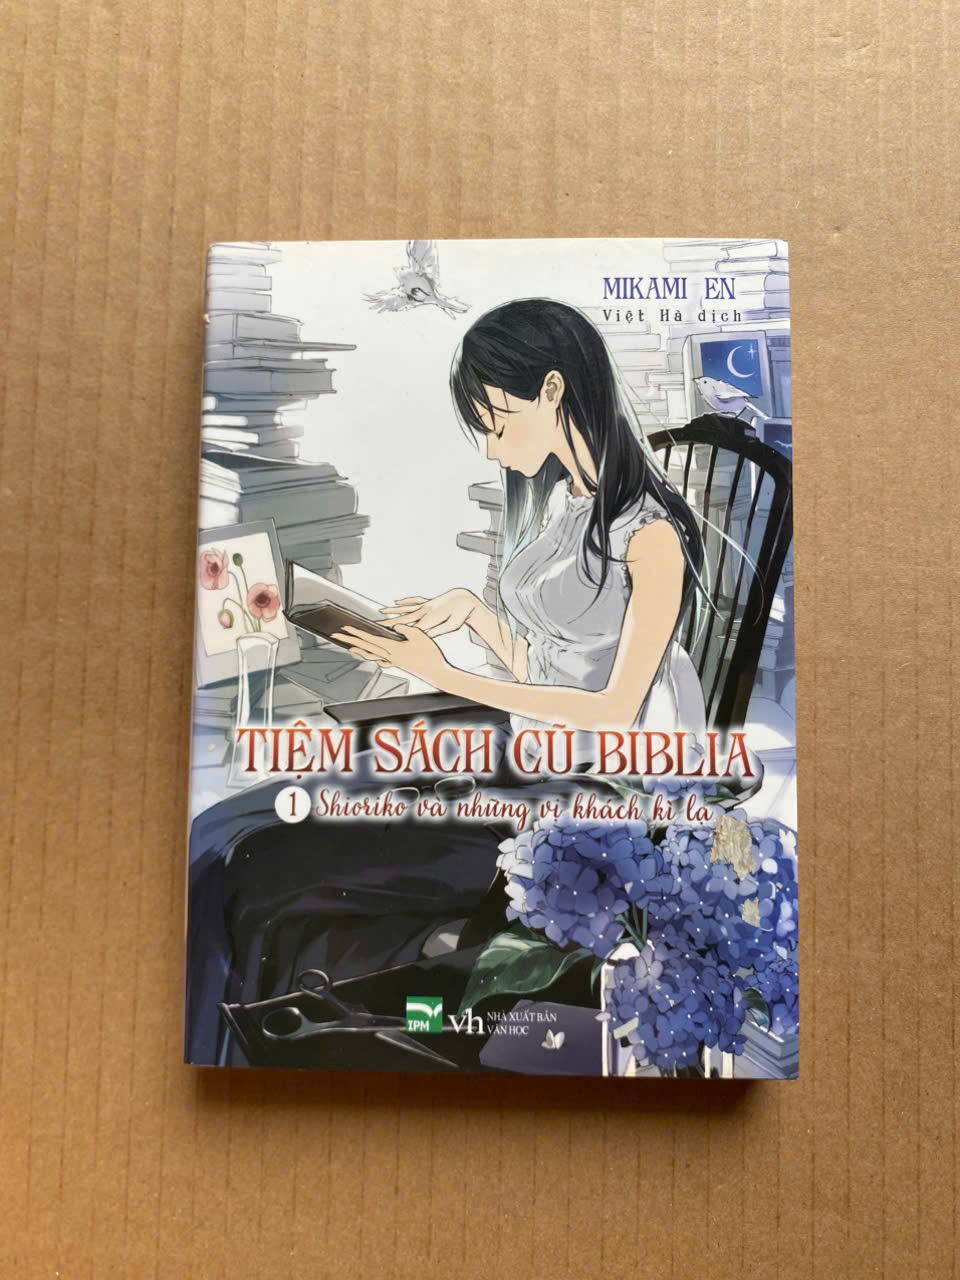 MIKAMI EN
Việt Hà dịch
TIỆM SÁCH CŨ BIBLIA
1 Shioriko và những vị khách kì lạ
IPM
vh
NHÀ XUẤT BẢN
VĂN HỌC